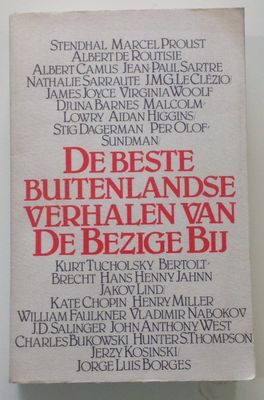 STENDHAL MARCEL PROUST
ALBERT DE ROUTISIE
ALBERT CAMUS JEAN-PAUL SARTRE
NATHALIE SARRAUTE J.M.G. LE CLÉZIO/
JAMES JOYCE VIRGINIA WOOLF
DJUNA BARNES MALCOLM-
LOWRY AIDAN HIGGINS/
STIG DAGERMAN PER OLOF-
SUNDMAN/
DE BESTE
BUITENLANDSE
VERHALEN VAN
DE BEZIGE BIJ
KURT TUCHOLSKY BERTOLT-
BRECHT HANS HENNY JAHNN
JAKOV LIND/
KATE CHOPIN HENRY MILLER
WILLIAM FAULKNER VLADIMIR NABOKOV
J.D. SALINGER JOHN ANTHONY WEST
CHARLES BUKOWSKI HUNTER S. THOMPSON
JERZY KOSINSKI/
JORGE LUIS BORGES